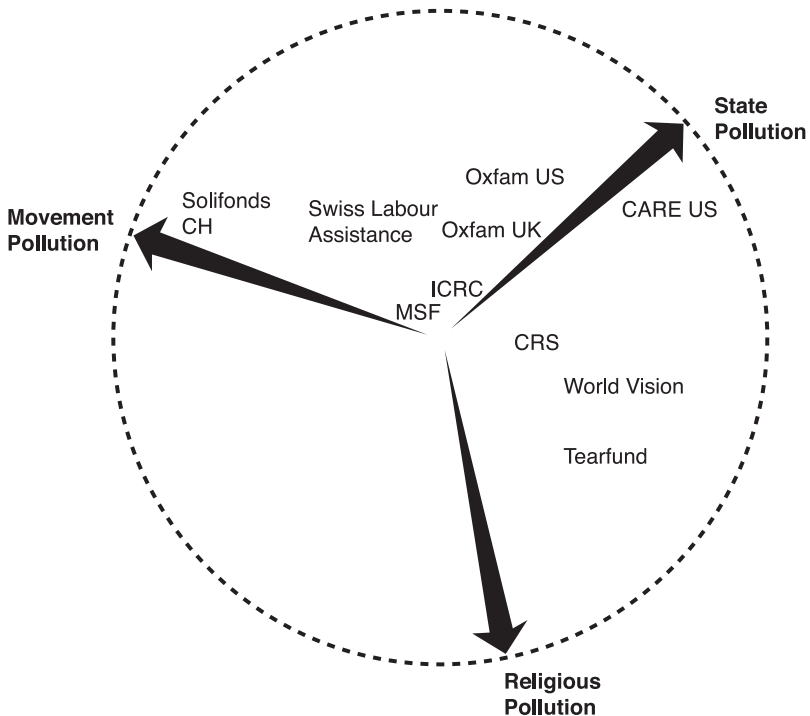 State
Pollution
Oxfam US
Solifonds
CH
Swiss Labour
Assistance
CARE US
Movement
Pollution
Oxfam UK
ICRC
MSF
CRS
World Vision
Tearfund
Religious
Pollution